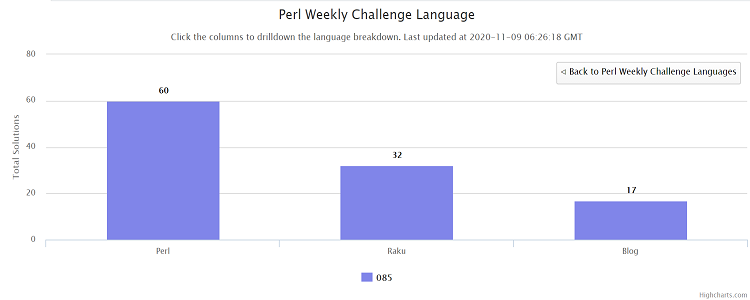 Perl Weekly Challenge Language
Click the columns to drilldown the language breakdown. Last updated at 2020-11-09 06:26:18 GMT
◁ Back to Perl Weekly Challenge Languages
Total Solutions
80
60
40
20
0
60
32
17
Perl
Raku
Blog
085
Highcharts.com